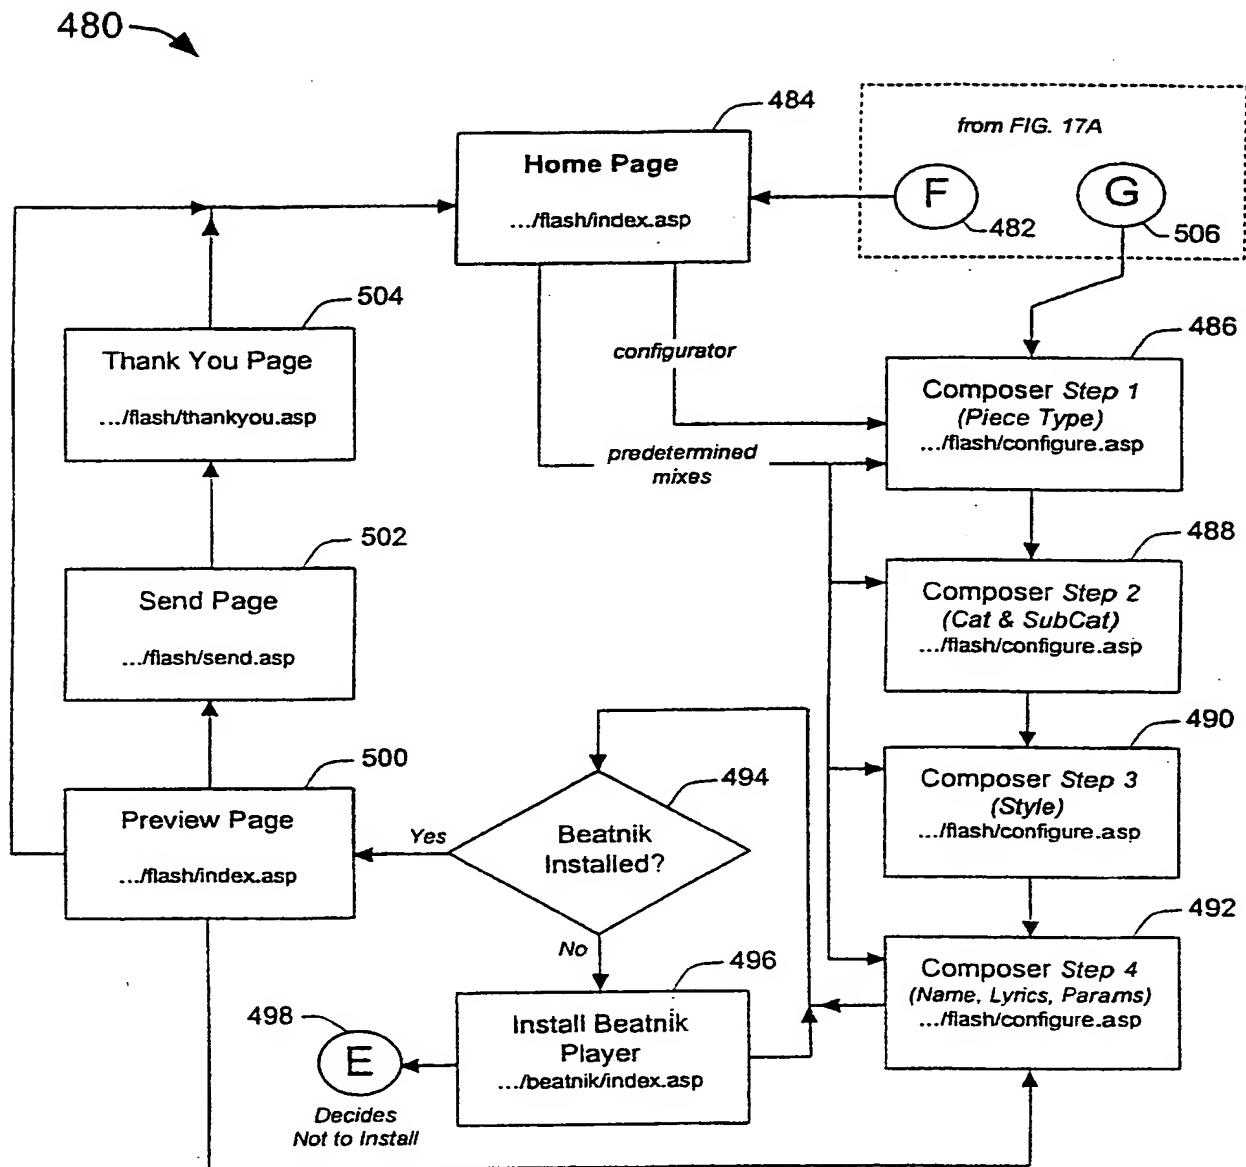 480
484
Home Page
.../flash/index.asp
from FIG. 17A
F
482
G
506
504
Thank You Page
.../flash/thankyou.asp
configurator
predetermined
mixes
486
Composer Step 1
(Piece Type)
.../flash/configure.asp
502
Send Page
.../flash/send.asp
488
Composer Step 2
(Cat & SubCat)
.../flash/configure.asp
500
Preview Page
.../flash/index.asp
Yes
494
Beatnik
Installed?
No
490
Composer Step 3
(Style)
.../flash/configure.asp
492
Composer Step 4
(Name, Lyrics, Params)
.../flash/configure.asp
496
Install Beatnik
Player
.../beatnik/index.asp
498
E
Decides
Not to Install